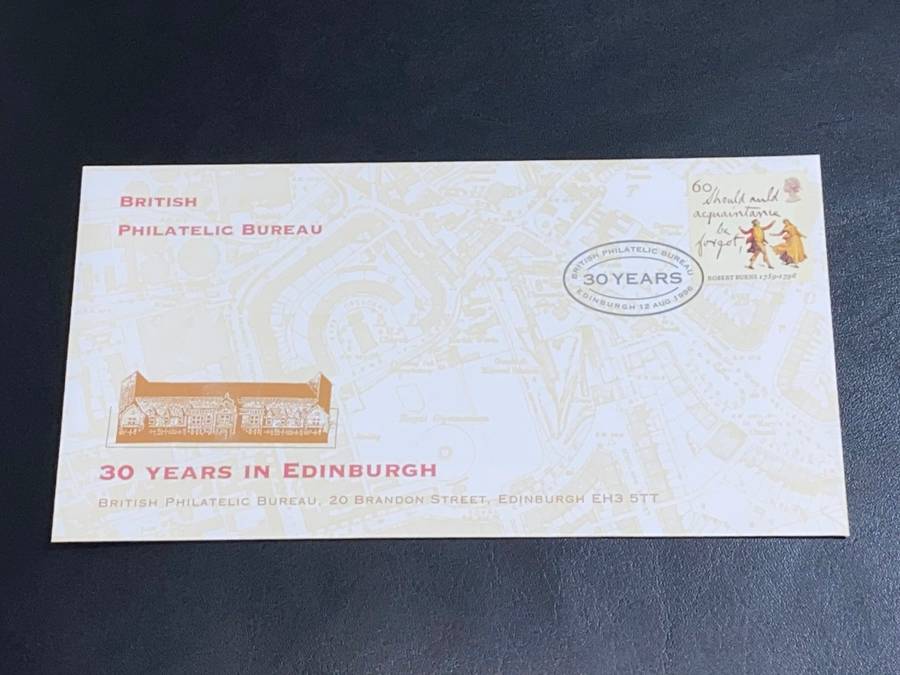 BRITISH
PHILATELIC BUREAU
60
Should auld
acquaintance
be
forgot,
ROBERT BURNS 1759-1796
BRITISH PHILATELIC BUREAU
30 YEARS
EDINBURGH 12 AUG 1996
30 YEARS IN EDINBURGH
BRITISH PHILATELIC BUREAU, 20 BRANDON STREET, EDINBURGH EH3 5TT